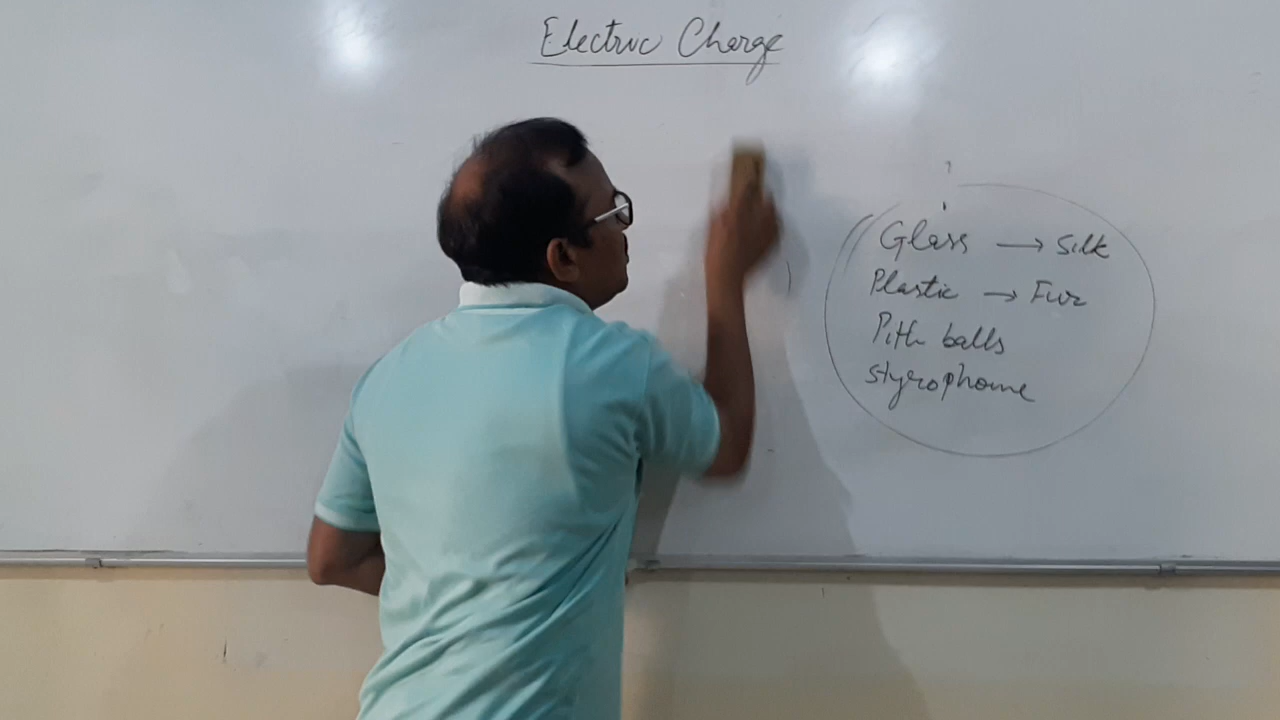 Electric Charge
Glass → Silk
Plastic → Fur
Pith balls
styrophome